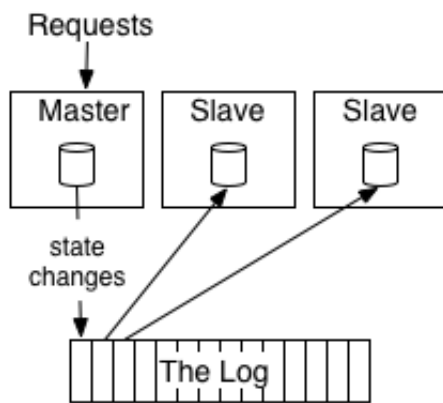 Requests
Master
Slave
Slave
state
changes
The Log